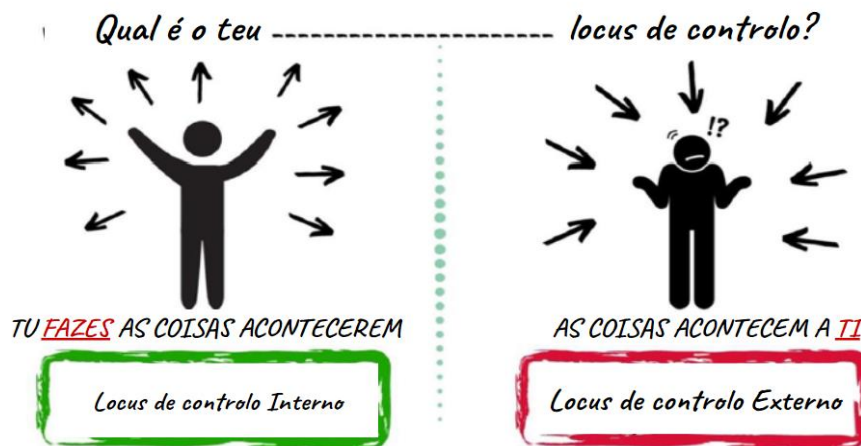 Qual é o teu locus de controlo?
!?
TU FAZES AS COISAS ACONTECEREM
Locus de controlo Interno
AS COISAS ACONTECEM A TI
Locus de controlo Externo